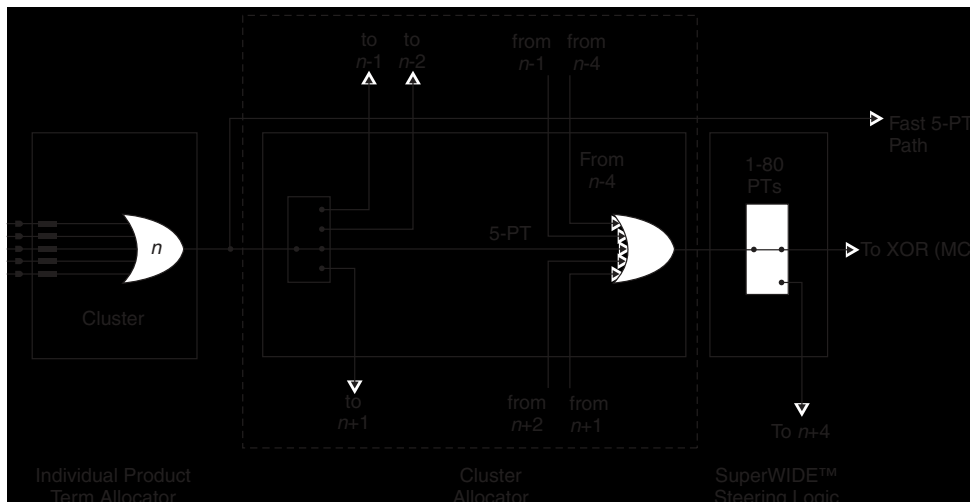 to
n-1
to
n-2
from
n-1
from
n-4
Fast 5-PT
Path
From
n-4
1-80
PTs
n
5-PT
To XOR (MC
Cluster
to
n+1
from
n+2
from
n+1
To n+4
Individual Product
Term Allocator
Cluster
Allocator
SuperWIDE™
Steering Logic